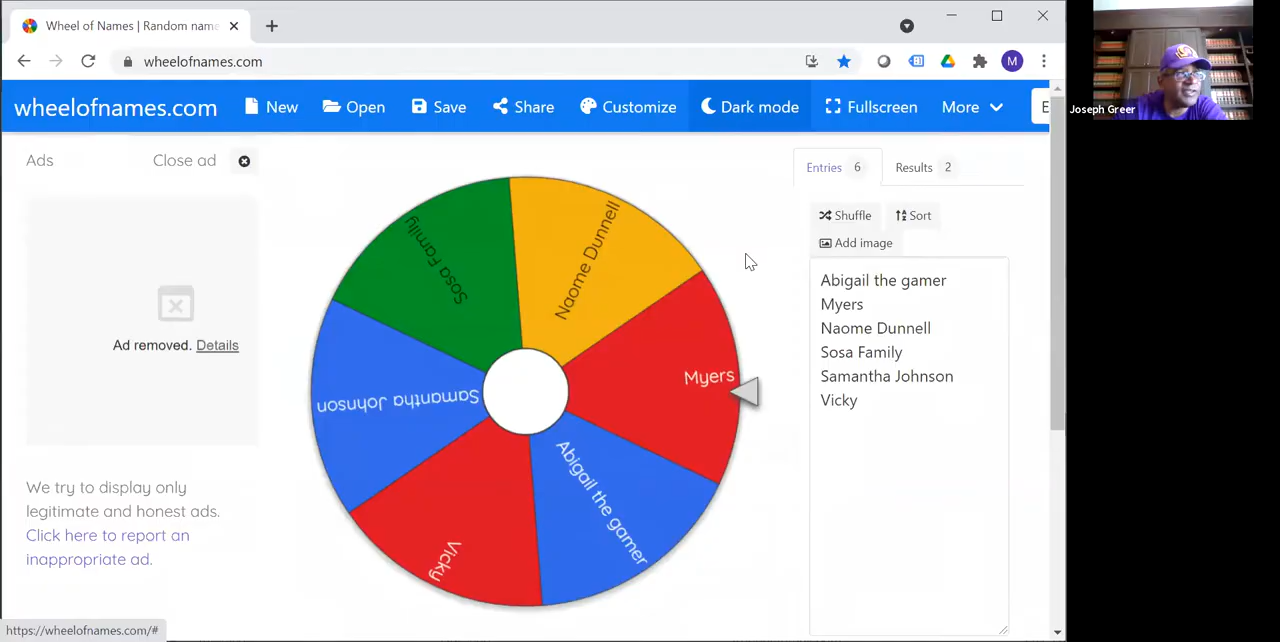 Wheel of Names | Random name
wheelofnames.com
M
wheelofnames.com
New
Open
Save
Share
Customize
Dark mode
Fullscreen
More
E
Joseph Greer
Ads
Close ad
Ad removed. Details
We try to display only
legitimate and honest ads.
Click here to report an
inappropriate ad.
Sosa Family
Naome Dunnell
Myers
Abigail the gamer
Vicky
Samantha Johnson
Entries 6
Results 2
Shuffle
Sort
Add image
Abigail the gamer
Myers
Naome Dunnell
Sosa Family
Samantha Johnson
Vicky
https://wheelofnames.com/#